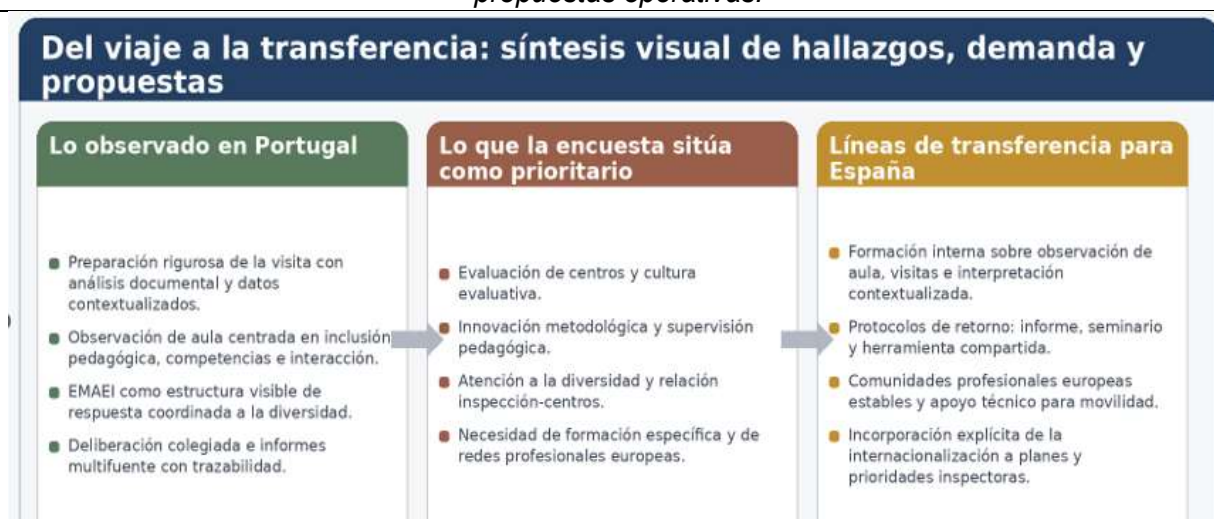 propuestas operativas.
Del viaje a la transferencia: síntesis visual de hallazgos, demanda y
propuestas
Lo observado en Portugal
Preparación rigurosa de la visita con
análisis documental y datos
contextualizados.
Observación de aula centrada en inclusión
pedagógica, competencias e interacción.
EMAEI como estructura visible de
respuesta coordinada a la diversidad.
Deliberación colegiada e informes
multifuente con trazabilidad.
Lo que la encuesta sitúa
como prioritario
Evaluación de centros y cultura
evaluativa.
Innovación metodológica y supervisión
pedagógica.
Atención a la diversidad y relación
inspección-centros.
Necesidad de formación específica y de
redes profesionales europeas.
Líneas de transferencia para
España
Formación interna sobre observación de
aula, visitas e interpretación
contextualizada.
Protocolos de retorno: informe, seminario
y herramienta compartida.
Comunidades profesionales europeas
estables y apoyo técnico para movilidad.
Incorporación explícita de la
internacionalización a planes y
prioridades inspectoras.